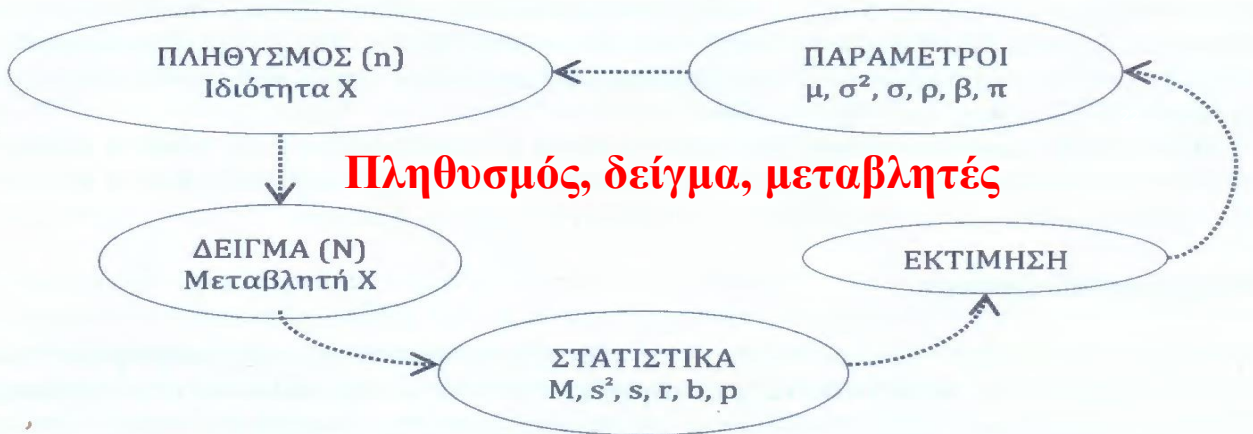 ΠΛΗΘΥΣΜΟΣ (n)
Ιδιότητα X
ΠΑΡΑΜΕΤΡΟΙ
μ, σ², σ, ρ, β, π
Πληθυσμός, δείγμα, μεταβλητές
ΔΕΙΓΜΑ (N)
Μεταβλητή X
ΕΚΤΙΜΗΣΗ
ΣΤΑΤΙΣΤΙΚΑ
M, s², s, r, b, p